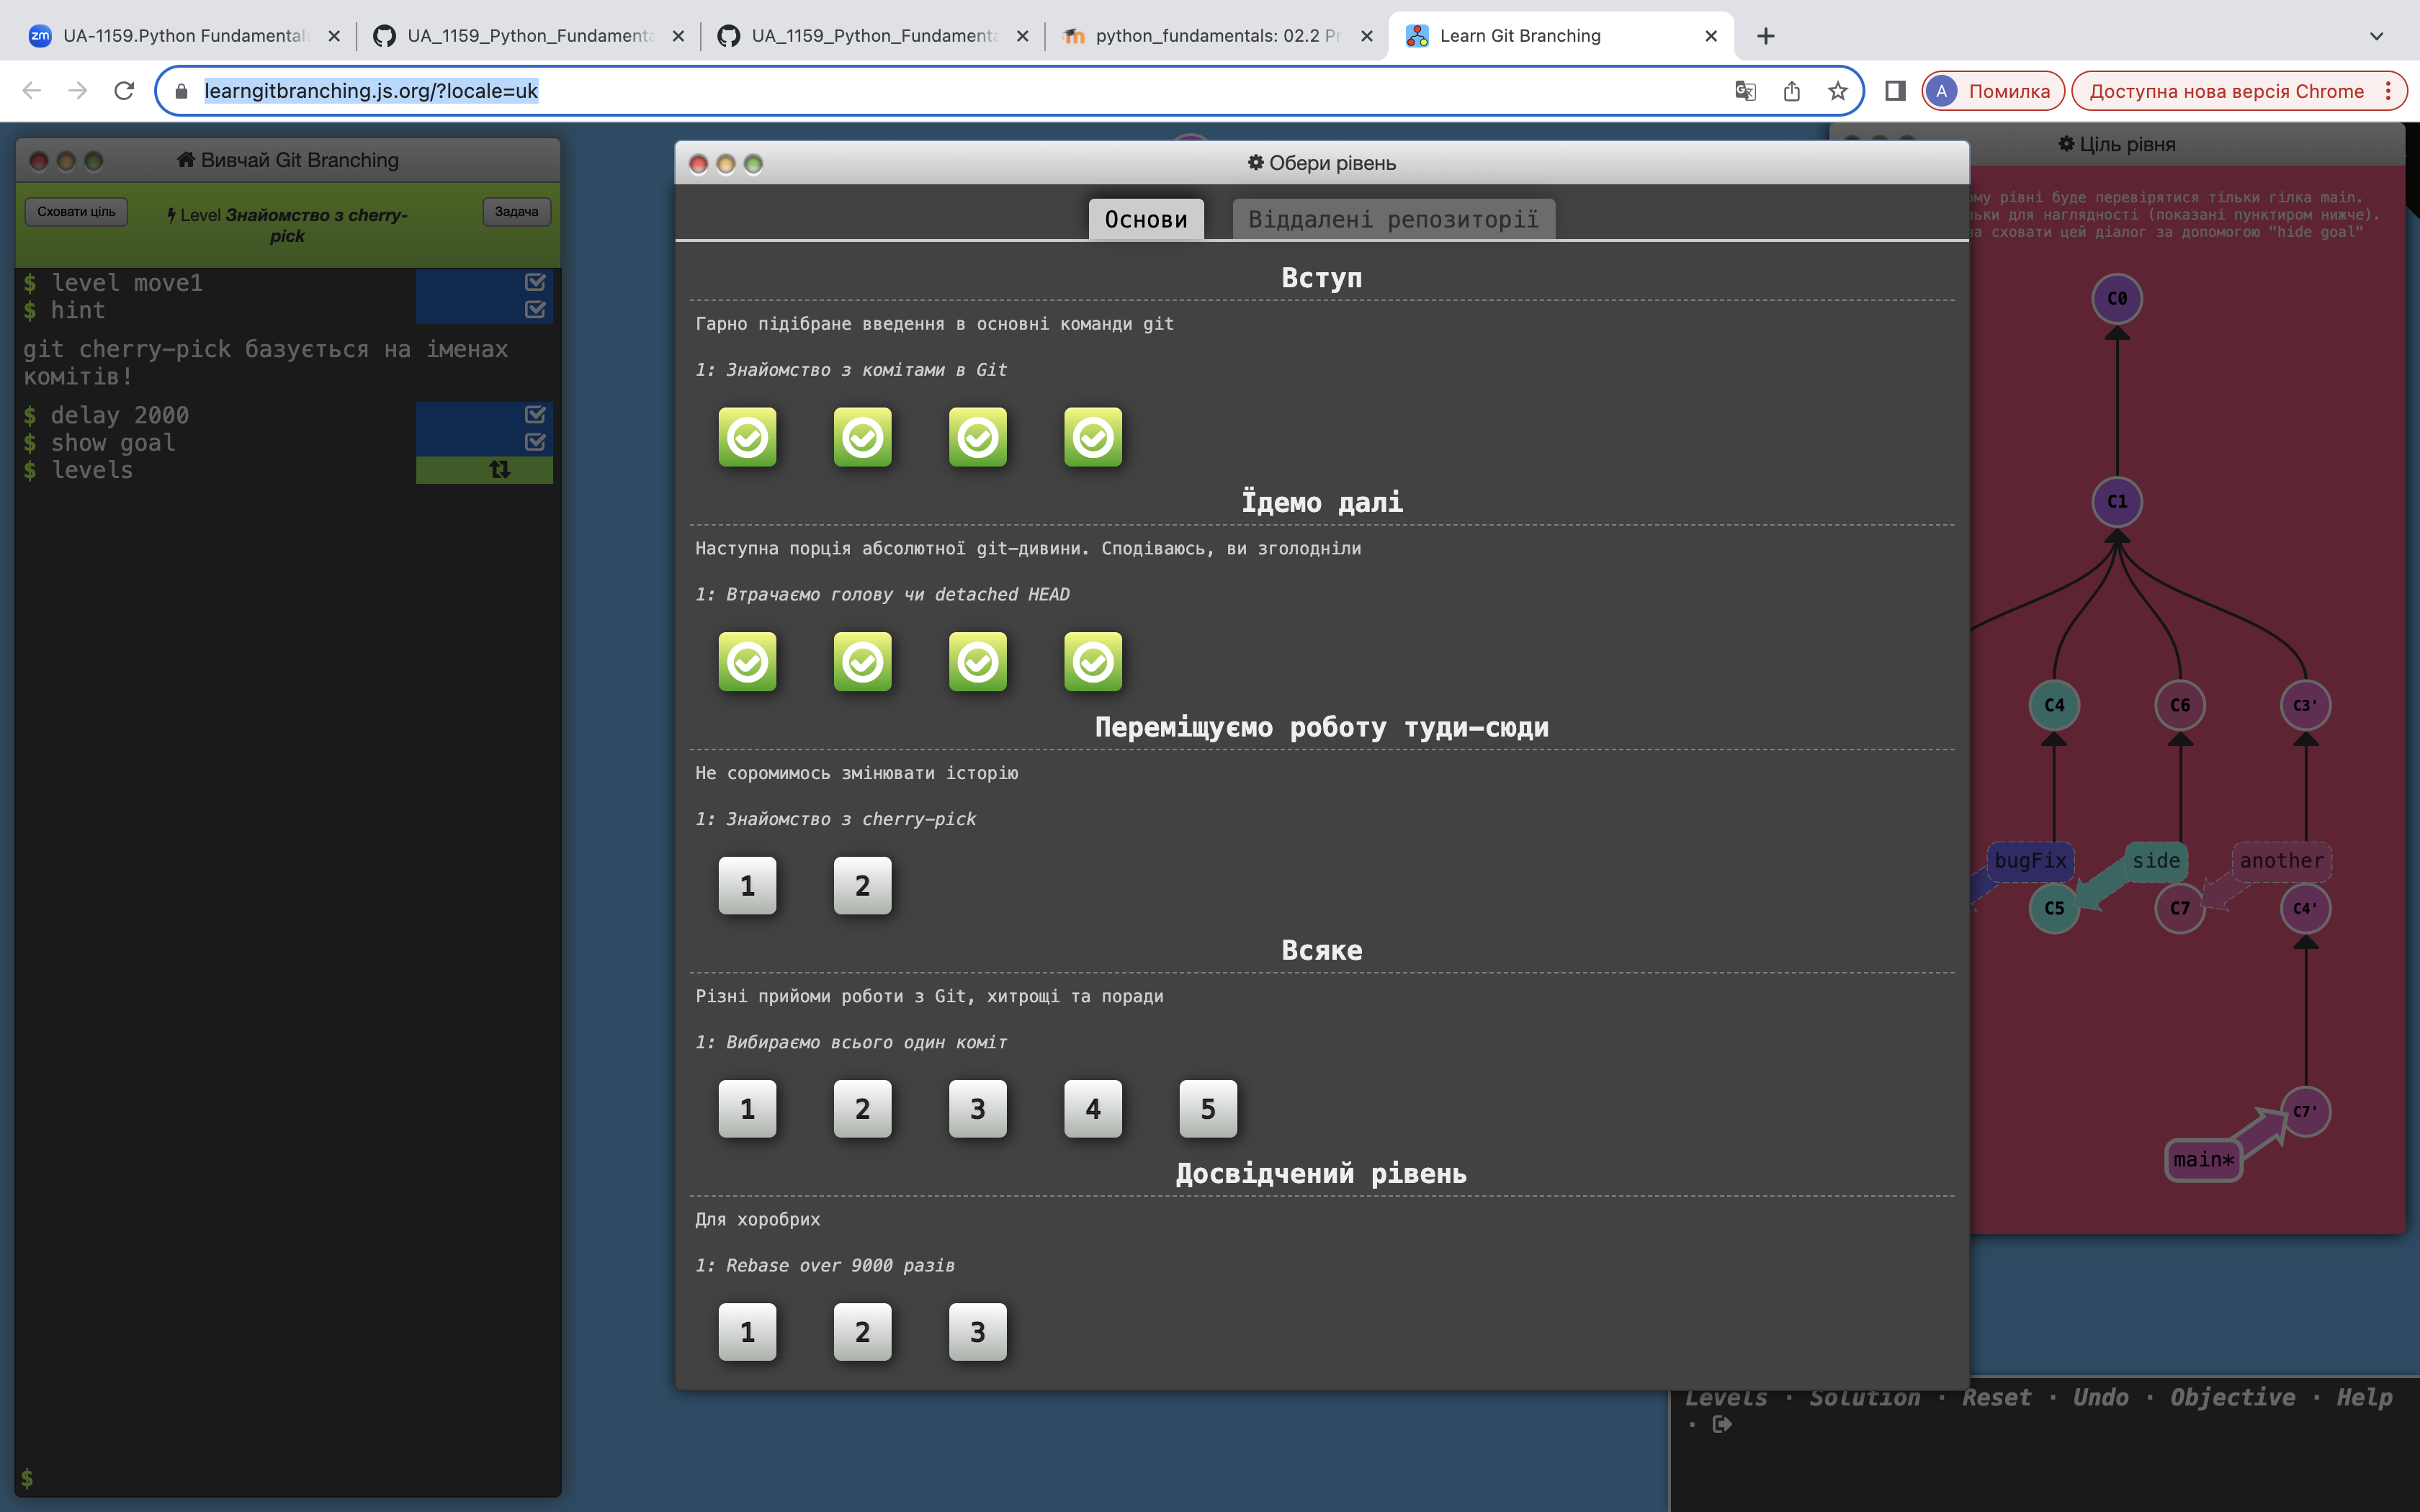 UA-1159.Python Fundamentals
UA_1159_Python_Fundamenta
UA_1159_Python_Fundamenta
python_fundamentals: 02.2 Pr
Learn Git Branching
learngitbranching.js.org/?locale=uk
A Помилка
Доступна нова версія Chrome
Вивчай Git Branching
Сховати ціль
Level Знайомство з cherry-
pick
Задача
$ level move1
$ hint
git cherry-pick базується на іменах
комітів!
$ delay 2000
$ show goal
$ levels
$
Обери рівень
Основи
Віддалені репозиторії
Вступ
Гарно підібране введення в основні команди git
1: Знайомство з комітами в Git
Їдемо далі
Наступна порція абсолютної git-дивини. Сподіваюсь, ви зголодніли
1: Втрачаємо голову чи detached HEAD
Переміщуємо роботу туди-сюди
Не соромимось змінювати історію
1: Знайомство з cherry-pick
1 2
Всяке
Різні прийоми роботи з Git, хитрощі та поради
1: Вибираємо всього один коміт
1 2 3 4 5
Досвідчений рівень
Для хоробрих
1: Rebase over 9000 разів
1 2 3
Ціль рівня
ому рівні буде перевірятися тільки гілка main.
льки для наглядності (показані пунктиром нижче).
на сховати цей діалог за допомогою "hide goal"
C0
C1
C4 C6 C3'
bugFix side another
C5 C7 C4'
C7'
main*
Levels · Solution · Reset · Undo · Objective · Help
·